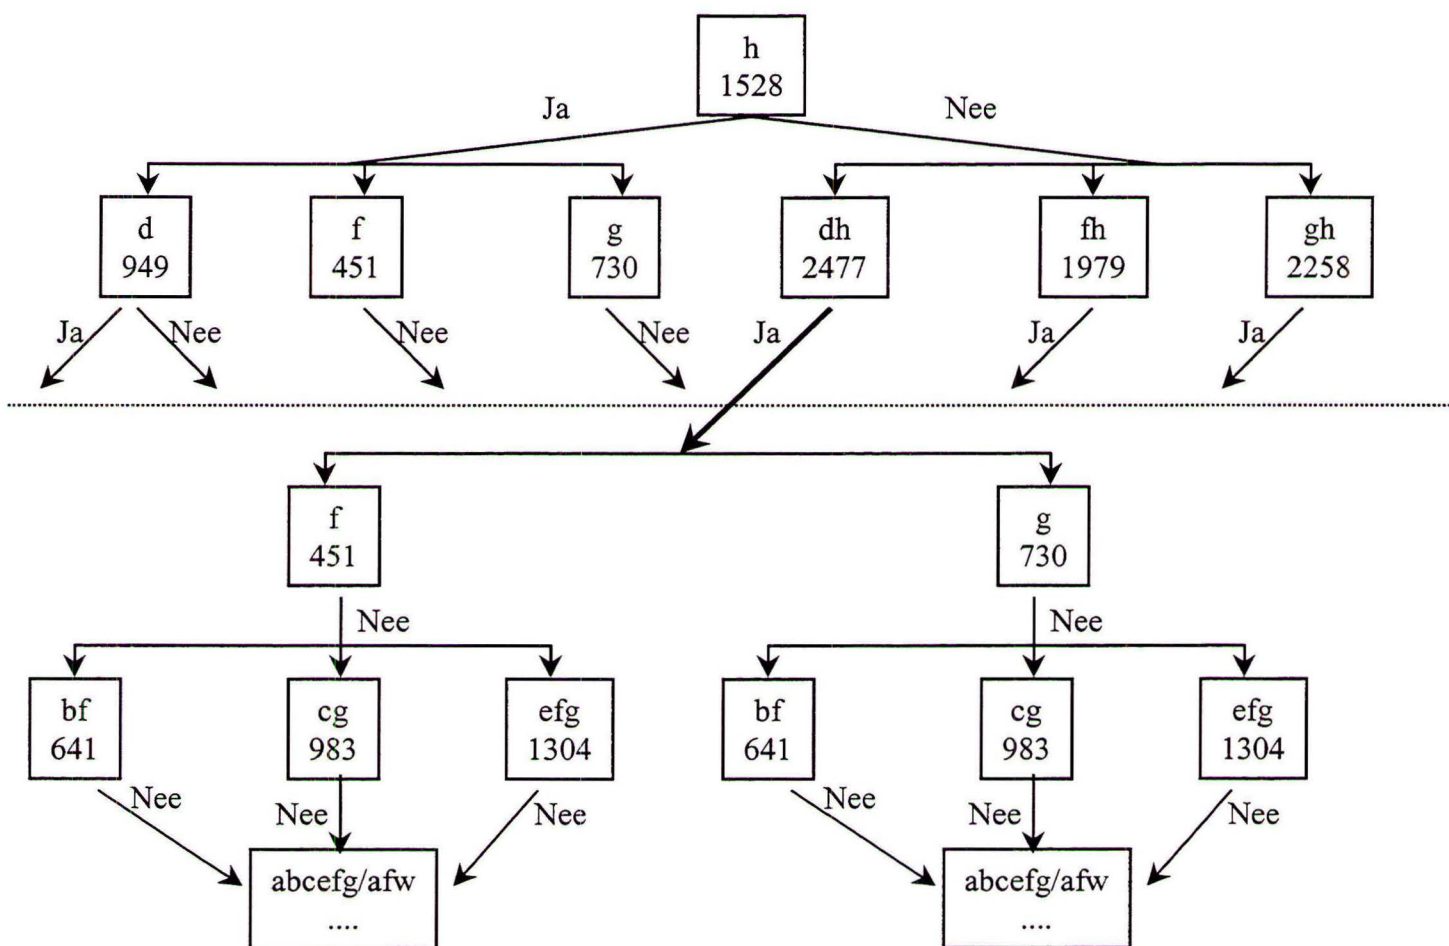 h
1528
Ja
Nee
d
949
f
451
g
730
dh
2477
fh
1979
gh
2258
Ja
Nee
Nee
Nee
Ja
Ja
Ja
f
451
g
730
Nee
Nee
bf
641
cg
983
efg
1304
bf
641
cg
983
efg
1304
Nee
Nee
Nee
Nee
Nee
Nee
abcefg/afw
....
abcefg/afw
....